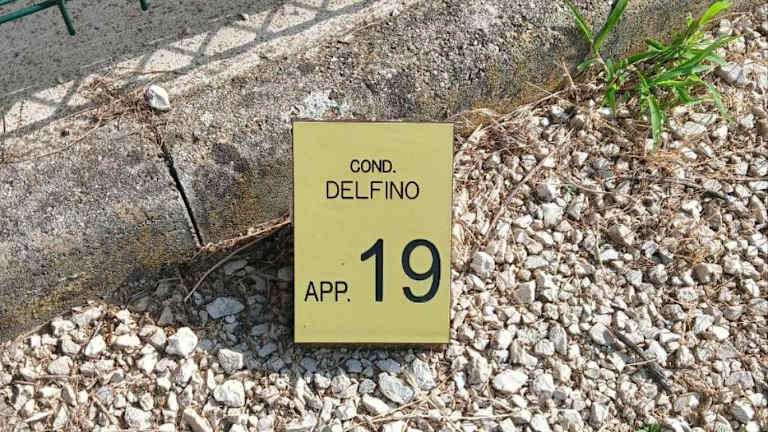 COND.
DELFINO
APP. 19